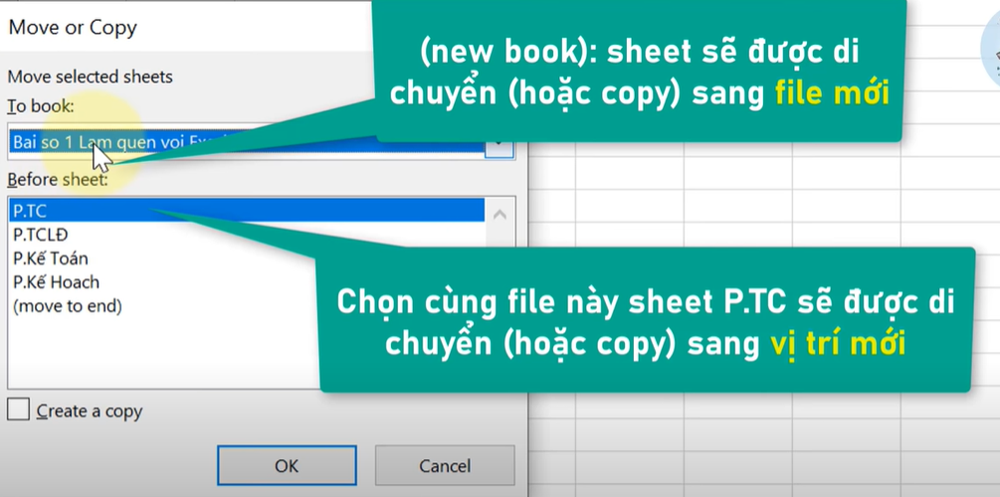 Move or Copy
(new book): sheet sẽ được di
chuyển (hoặc copy) sang file mới
Move selected sheets
To book:
Bai so 1 Lam quen voi
Before sheet:
P.TC
P.TCLĐ
P.Kế Toán
P.Kế Hoach
(move to end)
Chọn cùng file này sheet P.TC sẽ được di
chuyển (hoặc copy) sang vị trí mới
Create a copy
OK
Cancel